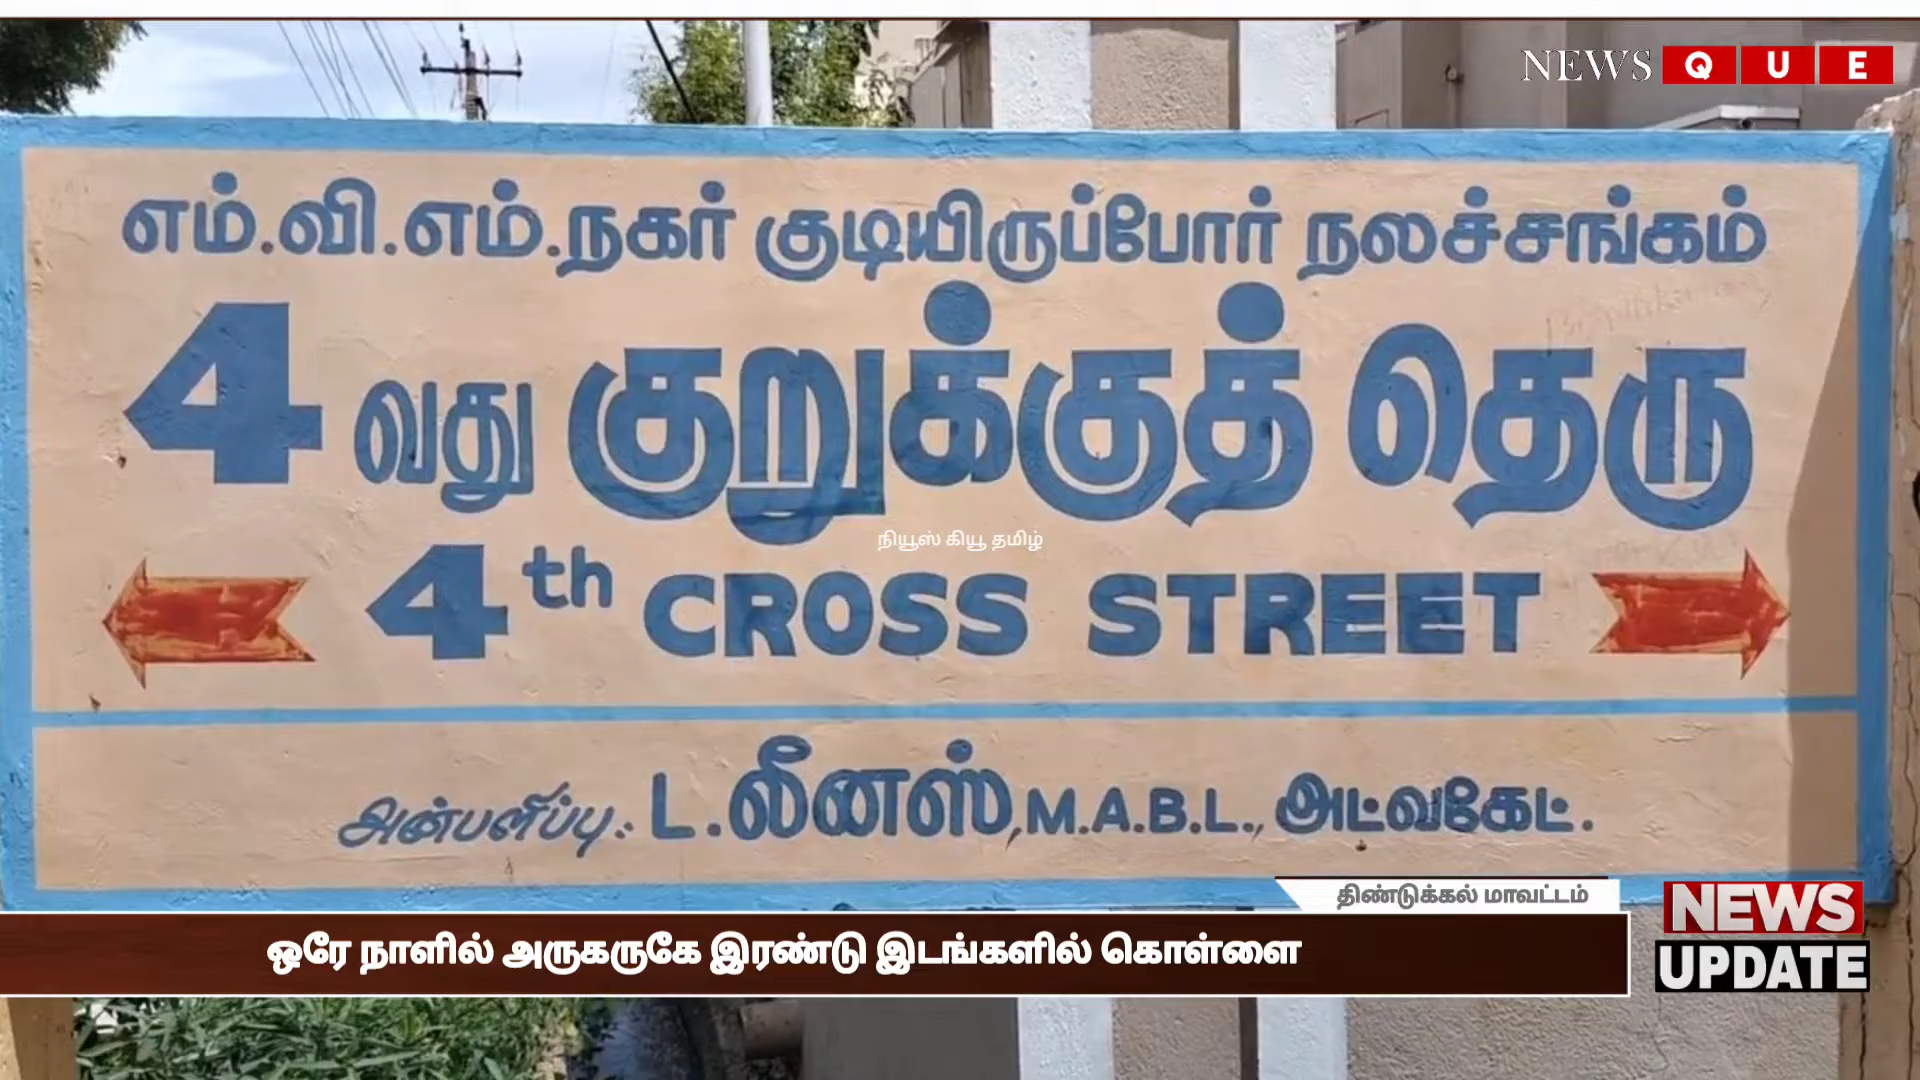 NEWS QUE
எம்.வி.எம்.நகர் குடியிருப்போர் நலச்சங்கம்
4 வது குறுக்குத் தெரு
நியூஸ் கியூ தமிழ்
4th CROSS STREET
அன்பளிப்பு:. L.லீனஸ், M.A.B.L., அட்வகேட்.
திண்டுக்கல் மாவட்டம்
ஒரே நாளில் அருகருகே இரண்டு இடங்களில் கொள்ளை
NEWS
UPDATE